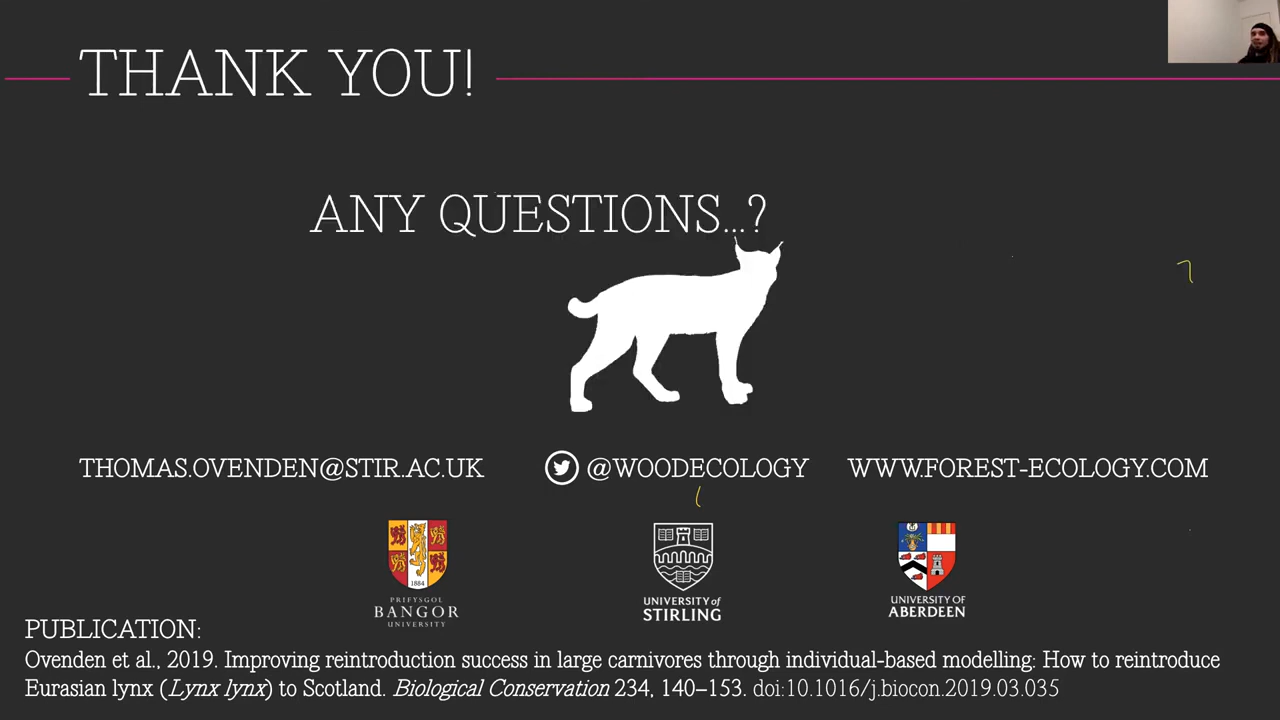 THANK YOU!
ANY QUESTIONS...?
THOMAS.OVENDEN@STIR.AC.UK
@WOODECOLOGY
WWW.FOREST-ECOLOGY.COM
1884
PRIFYSGOL
BANGOR
UNIVERSITY
UNIVERSITY of
STIRLING
UNIVERSITY OF
ABERDEEN
PUBLICATION:
Ovenden et al., 2019. Improving reintroduction success in large carnivores through individual-based modelling: How to reintroduce
Eurasian lynx (Lynx lynx) to Scotland. Biological Conservation 234, 140–153. doi:10.1016/j.biocon.2019.03.035